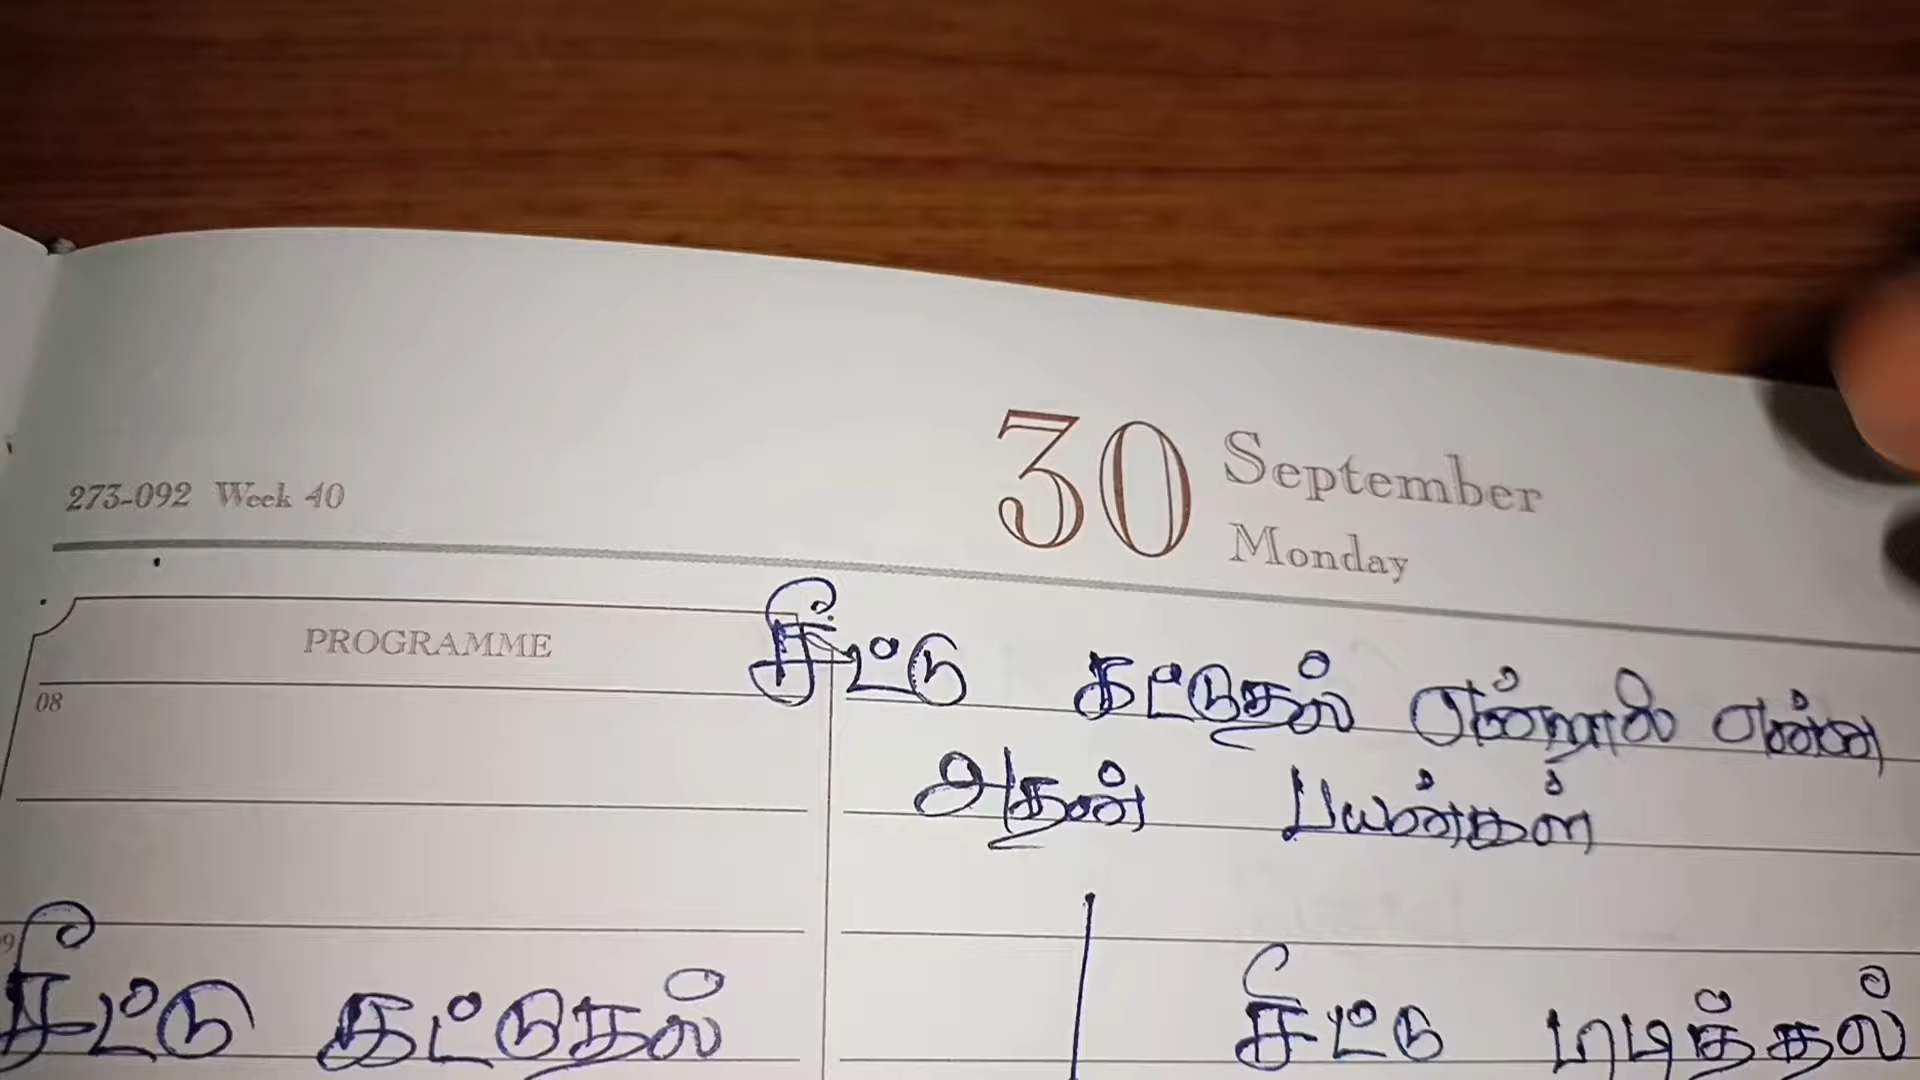 273-092 Week 40
30 September
Monday
PROGRAMME
சீட்டு கட்டுதல் என்றால் என்ன
08
அதன் பயன்கள்
சீட்டு கட்டுதல்
சீட்டு படித்தல்